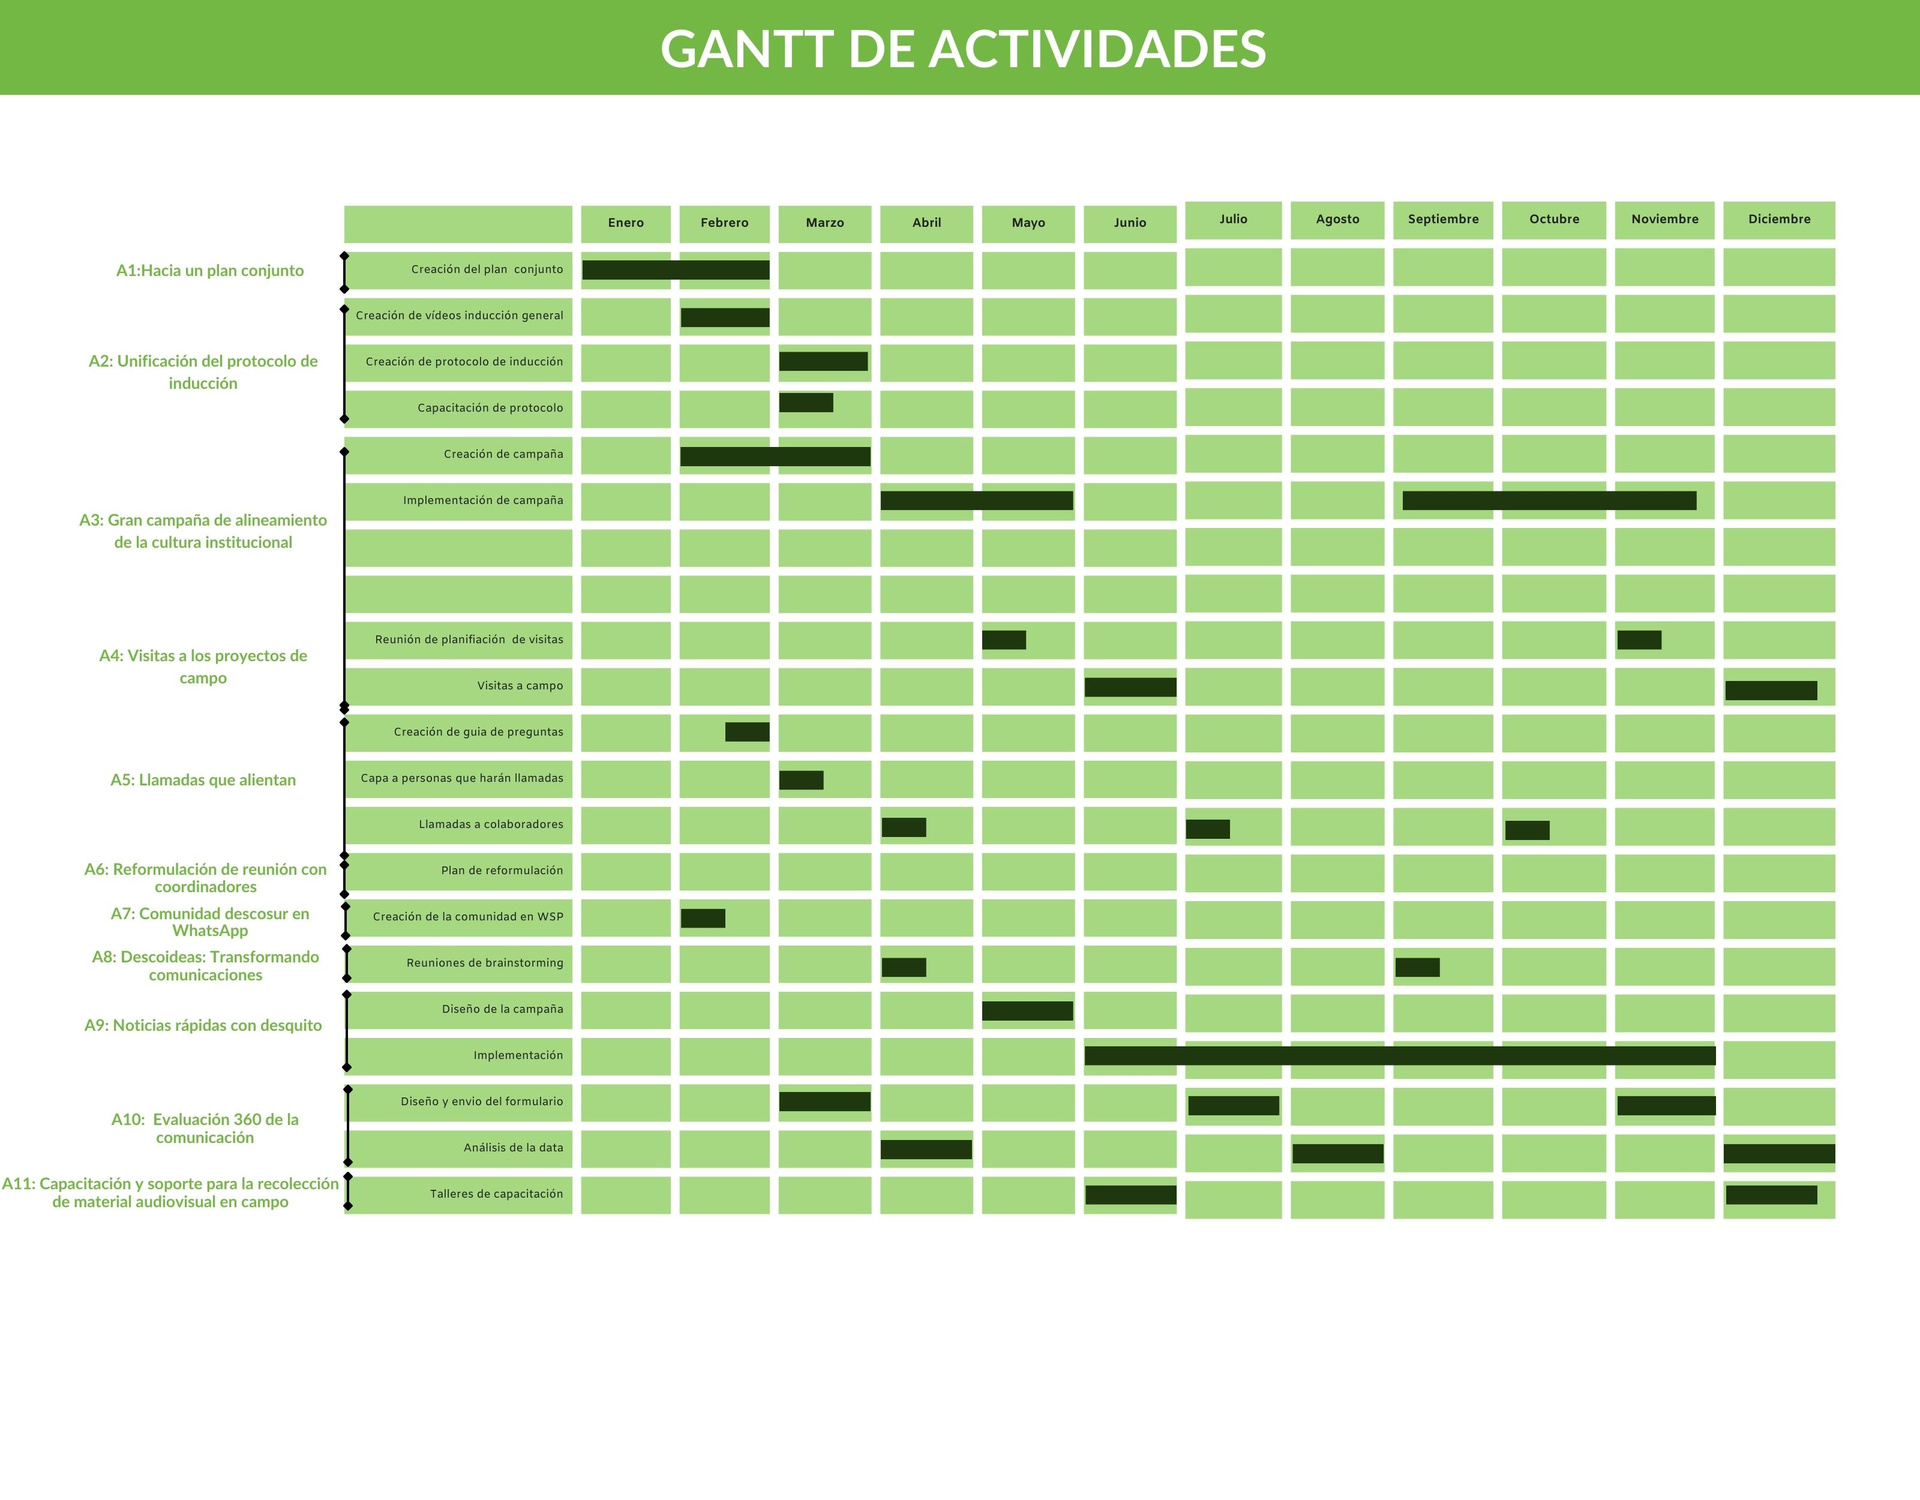 GANTT DE ACTIVIDADES
Enero Febrero Marzo Abril Mayo Junio Julio Agosto Septiembre Octubre Noviembre Diciembre
A1:Hacia un plan conjunto
Creación del plan  conjunto
A2: Unificación del protocolo de
inducción
Creación de vídeos inducción general
Creación de protocolo de inducción
Capacitación de protocolo
A3: Gran campaña de alineamiento
de la cultura institucional
Creación de campaña
Implementación de campaña
A4: Visitas a los proyectos de
campo
Reunión de planifiación  de visitas
Visitas a campo
A5: Llamadas que alientan
Creación de guia de preguntas
Capa a personas que harán llamadas
Llamadas a colaboradores
A6: Reformulación de reunión con
coordinadores
Plan de reformulación
A7: Comunidad descosur en
WhatsApp
Creación de la comunidad en WSP
A8: Descoideas: Transformando
comunicaciones
Reuniones de brainstorming
A9: Noticias rápidas con desquito
Diseño de la campaña
Implementación
A10:  Evaluación 360 de la
comunicación
Diseño y envio del formulario
Análisis de la data
A11: Capacitación y soporte para la recolección
de material audiovisual en campo
Talleres de capacitación